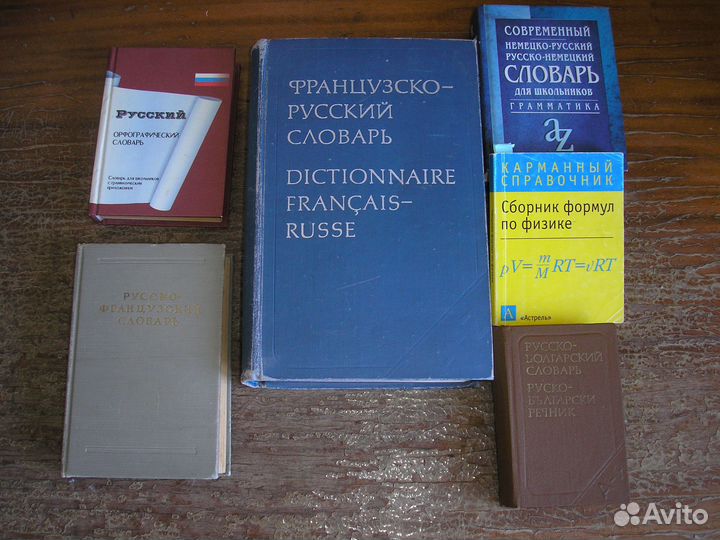 Русский
ОРФОГРАФИЧЕСКИЙ
СЛОВАРЬ
Словарь для школьников
с грамматическим
приложением
РУССКО-
ФРАНЦУЗСКИЙ
СЛОВАРЬ
ФРАНЦУЗСКО-
РУССКИЙ
СЛОВАРЬ
DICTIONNAIRE
FRANÇAIS-
RUSSE
СОВРЕМЕННЫЙ
НЕМЕЦКО-РУССКИЙ
РУССКО-НЕМЕЦКИЙ
СЛОВАРЬ
ДЛЯ ШКОЛЬНИКОВ
ГРАММАТИКА
az
КАРМАННЫЙ
СПРАВОЧНИК
Сборник формул
по физике
pV=m/M RT=νRT
А
«Астрель»
РУССКО-
БОЛГАРСКИЙ
СЛОВАРЬ
РУСКО-
БЪЛГАРСКИ
РЕЧНИК
Avito